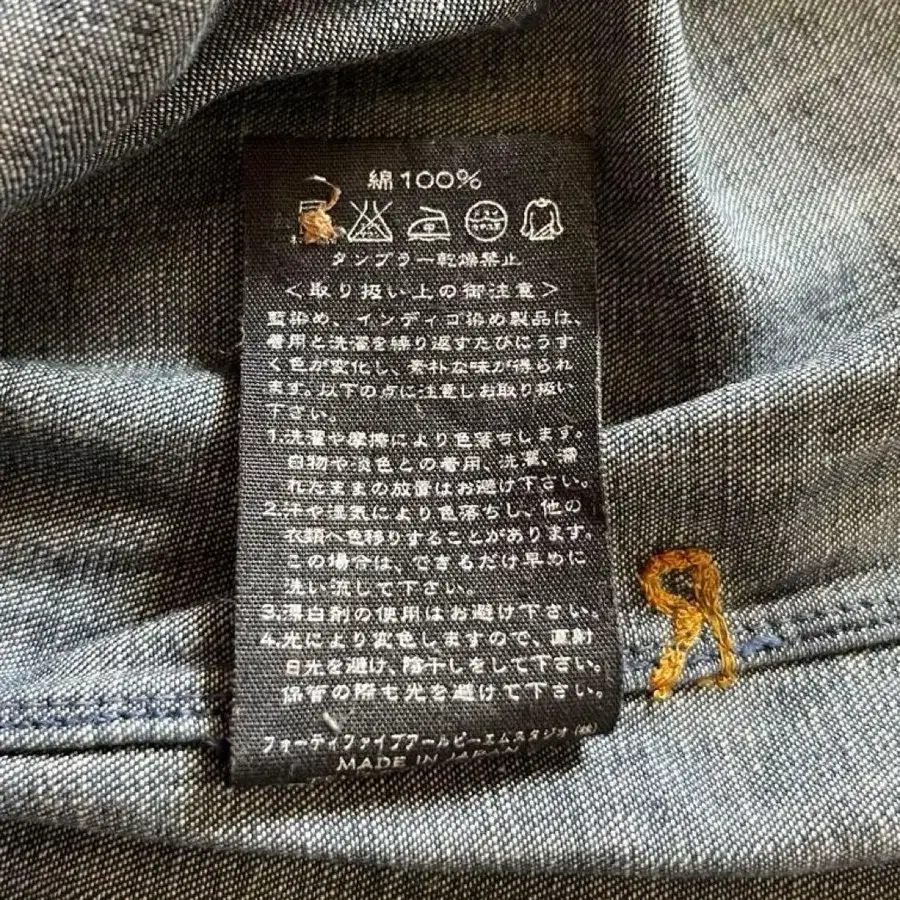 綿100%
タンブラー乾燥禁止
<取り扱い上の御注意>
藍染め、インディゴ染め製品は、
着用と洗濯を繰り返すたびにうす
く色が変化し、素朴な味が得られ
ます。以下の点に注意しお取り扱い
下さい。
1.洗濯や摩擦により色落ちします。
白物や淡色との着用、洗濯、濡
れたままの放置はお避け下さい。
2.汗や湿気により色落ちし、他の
衣類へ色移りすることがあります。
この場合は、できるだけ早めに
洗い流して下さい。
3.漂白剤の使用はお避け下さい。
4.光により変色しますので、直射
日光を避け、陰干しをして下さい。
保管の際も光を避けて下さい。
フォーティファイブアールピーエムスタジオ(株)
MADE IN JAPAN
R